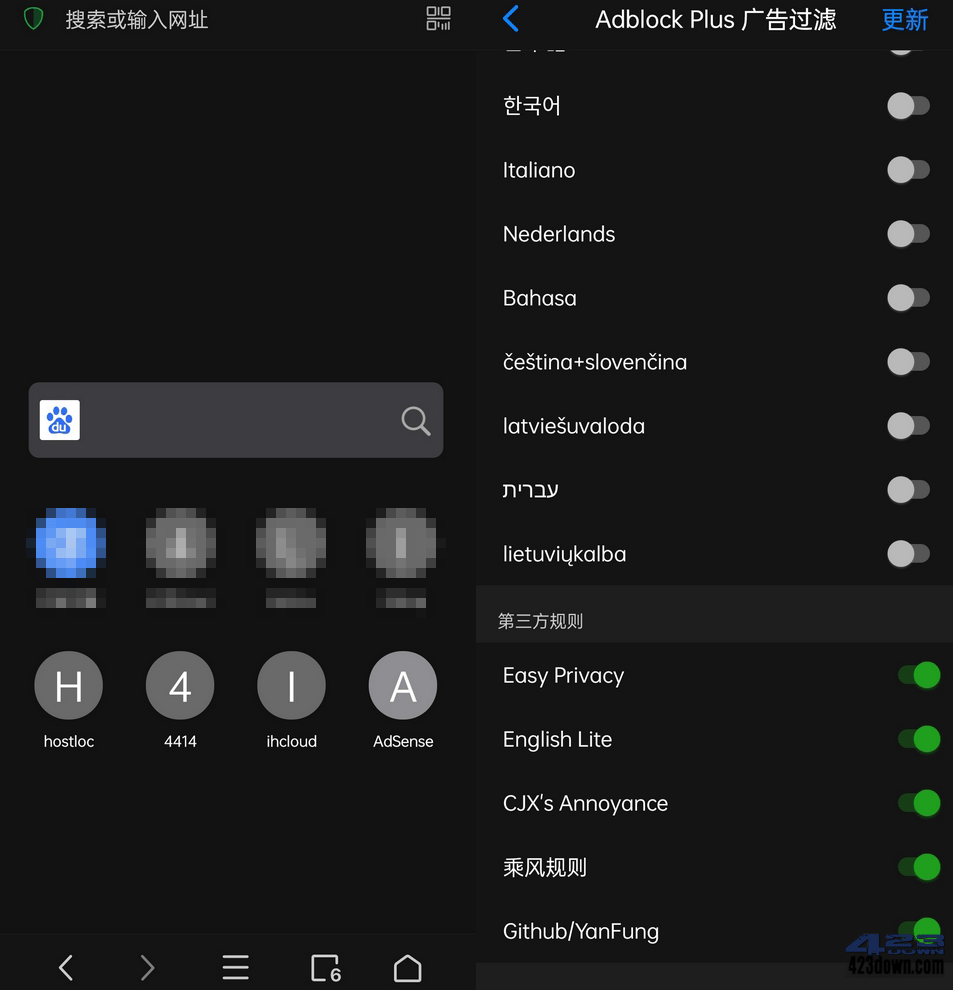 搜索或输入网址
du
hostloc
4414
ihcloud
AdSense
H
4
I
A
6
Adblock Plus 广告过滤
更新
한국어
Italiano
Nederlands
Bahasa
čeština+slovenčina
latviešuvaloda
עברית
lietuviųkalba
第三方规则
Easy Privacy
English Lite
CJX's Annoyance
乘风规则
Github/YanFung
423
DOWN
423down.com